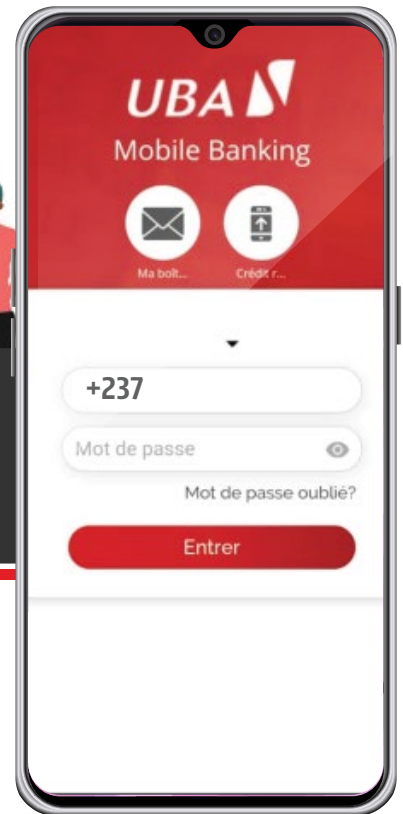 UBA
Mobile Banking
Ma boît... Crédit r...
+237
Mot de passe
Mot de passe oublié?
Entrer